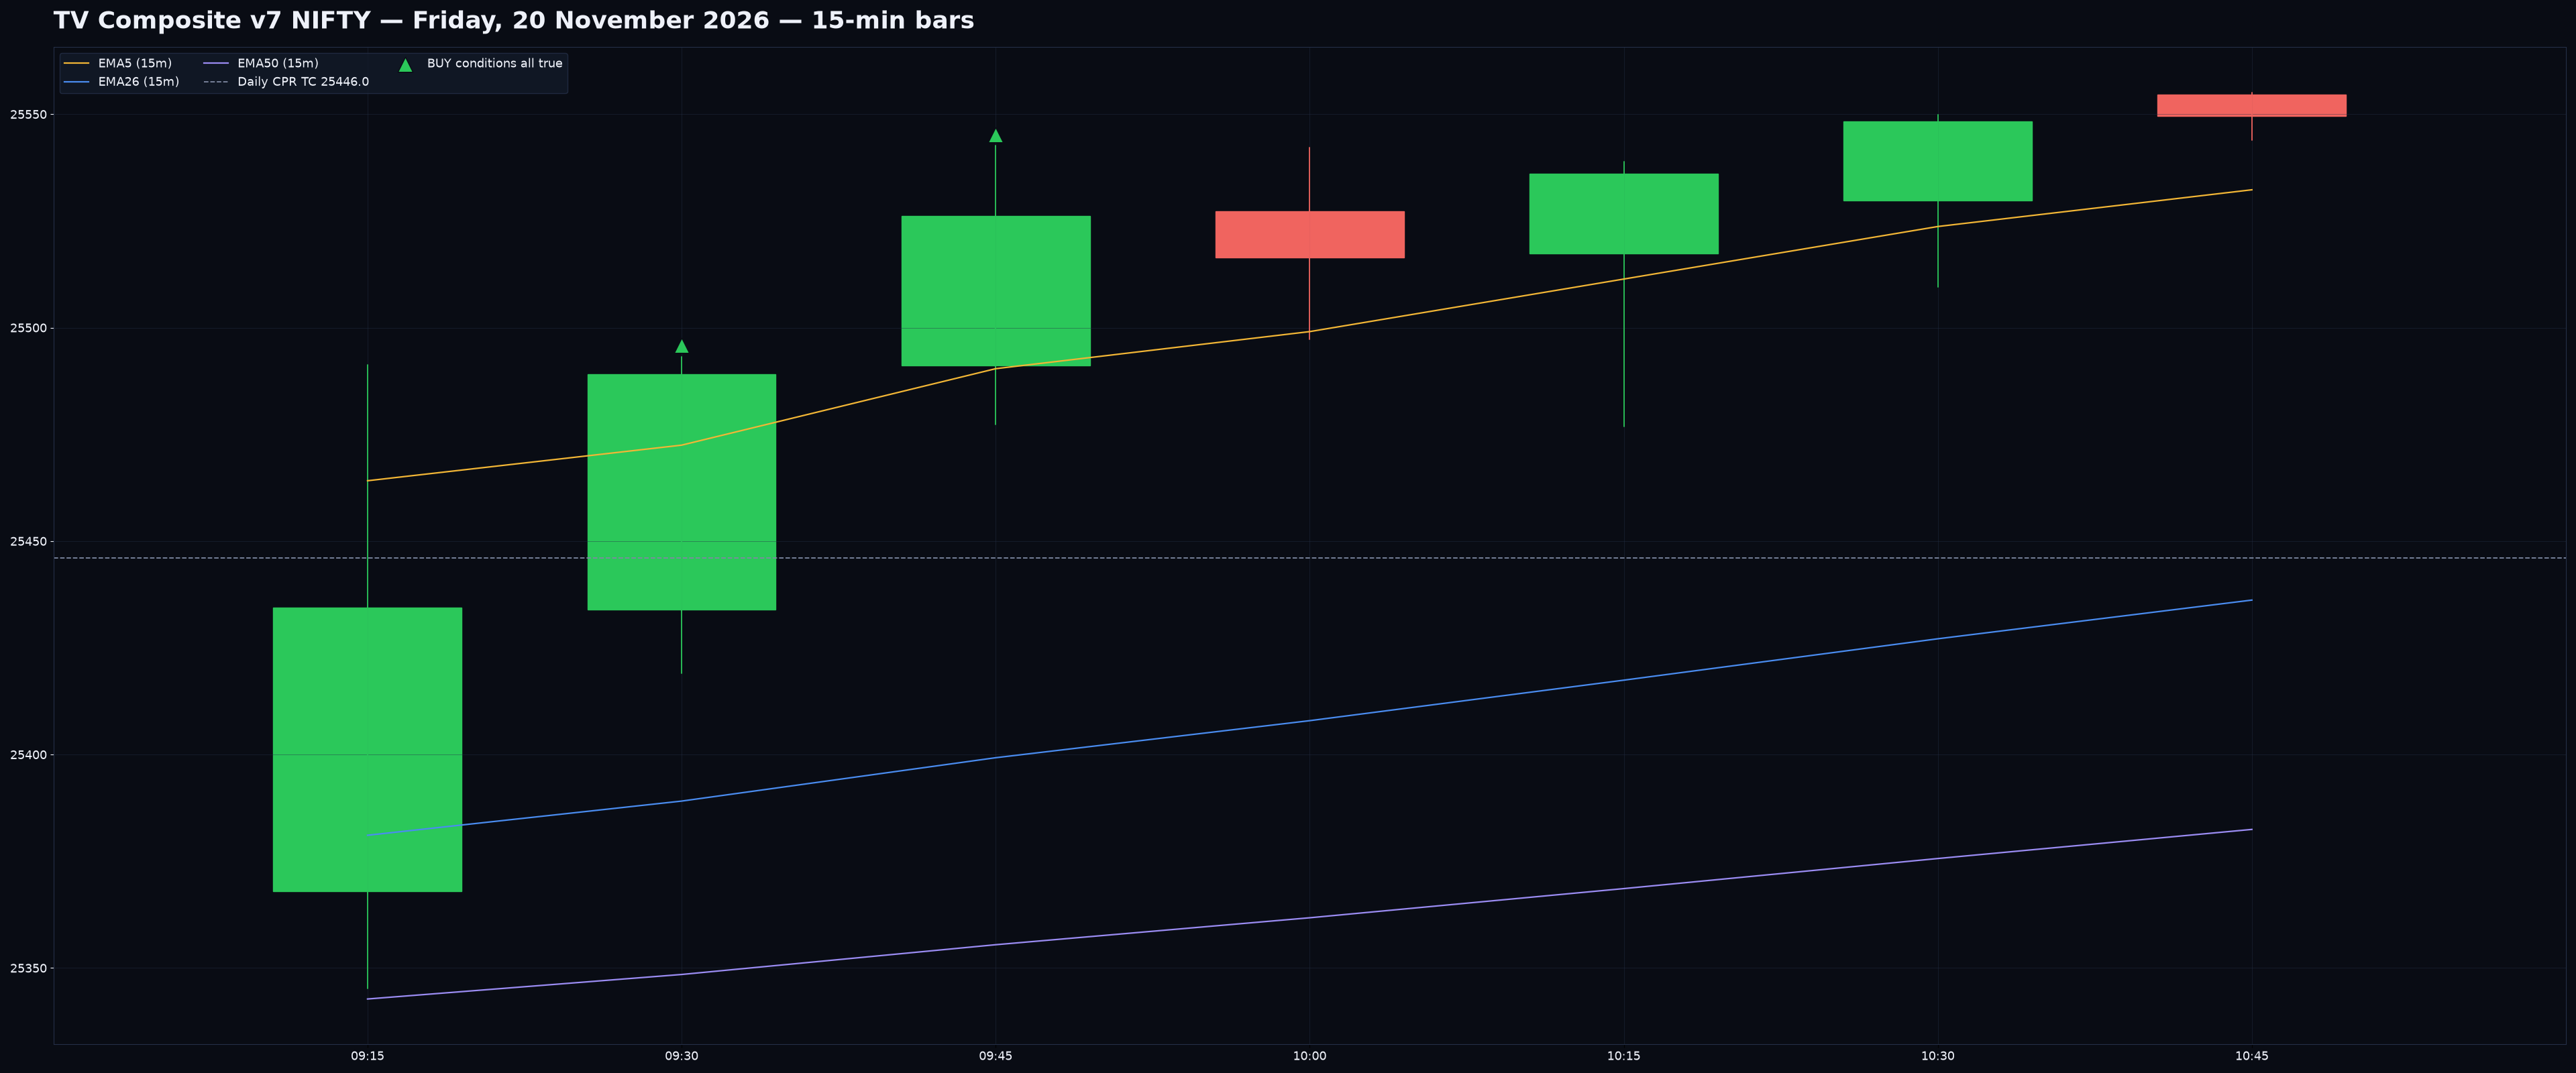 TV Composite v7 NIFTY — Friday, 20 November 2026 — 15-min bars
EMA5 (15m)
EMA26 (15m)
EMA50 (15m)
Daily CPR TC 25446.0
BUY conditions all true
25550
25500
25450
25400
25350
09:15 09:30 09:45 10:00 10:15 10:30 10:45